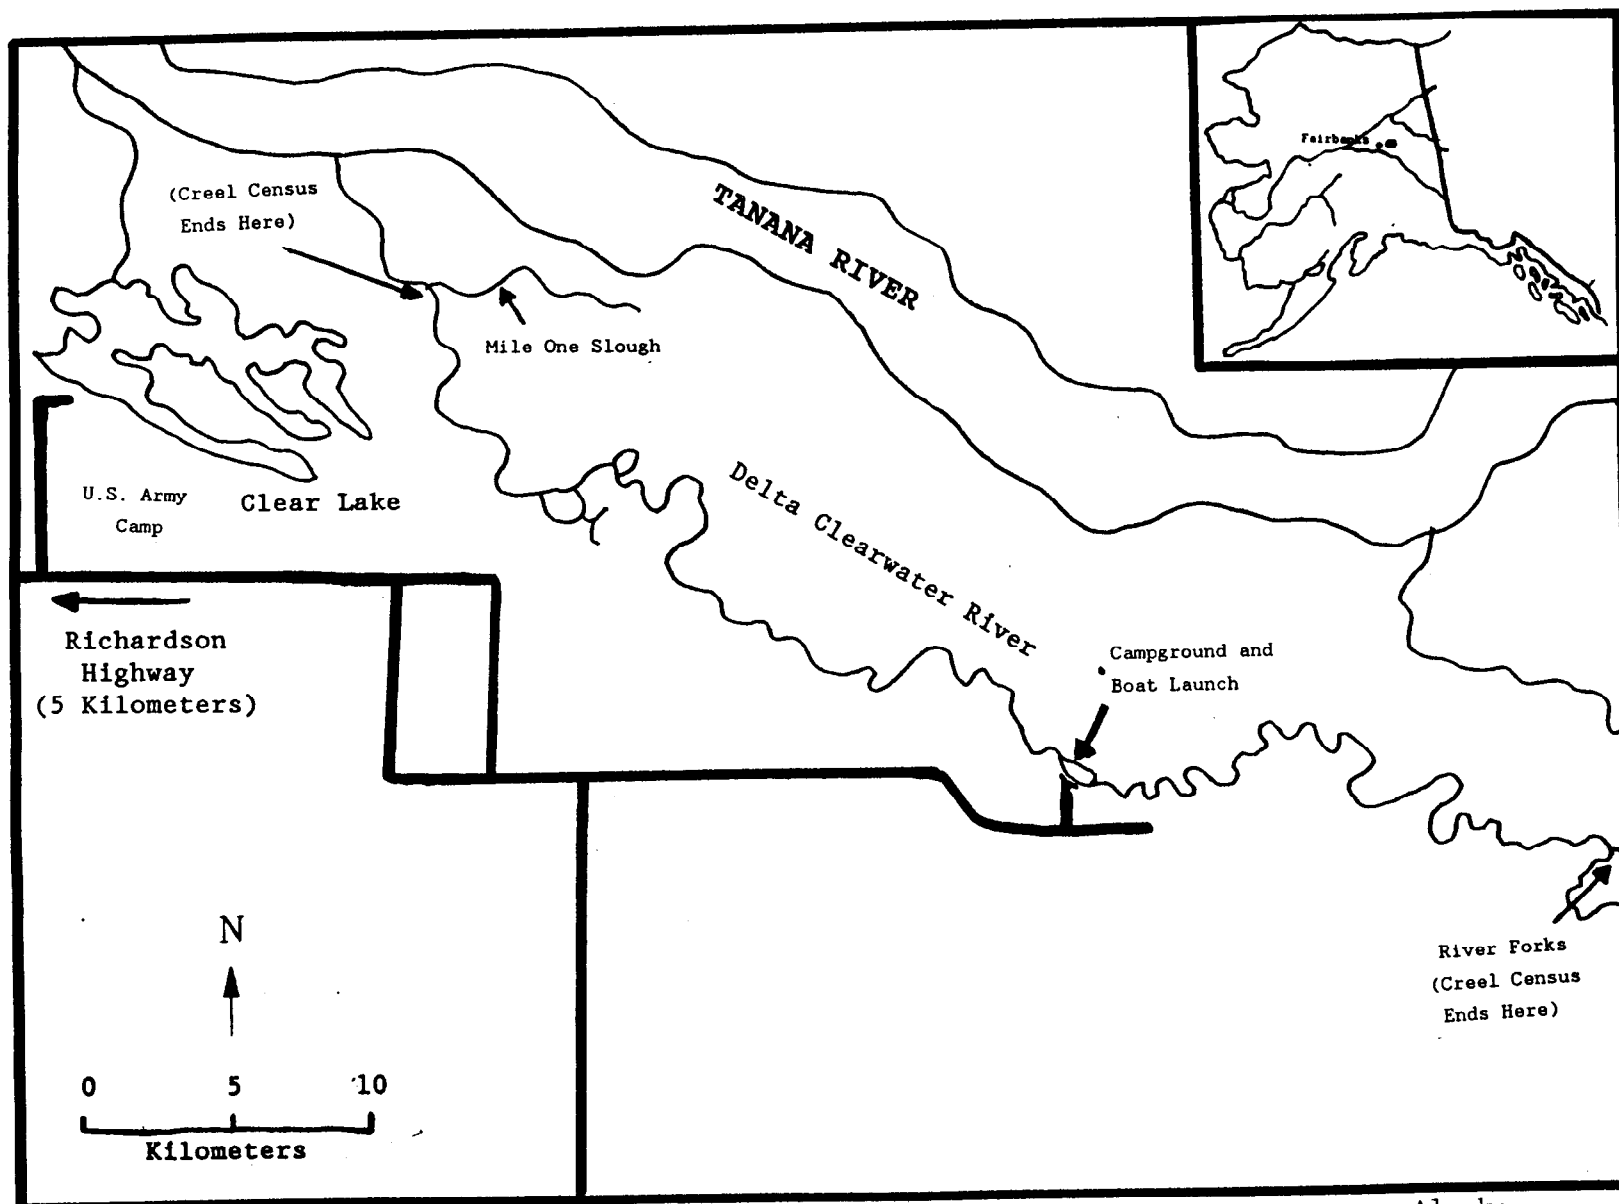 Fairbanks
(Creel Census
Ends Here)
TANANA RIVER
Mile One Slough
Delta Clearwater River
U.S. Army
Camp
Clear Lake
Richardson
Highway
(5 Kilometers)
Campground and
Boat Launch
River Forks
(Creel Census
Ends Here)
N
0 5 10
Kilometers